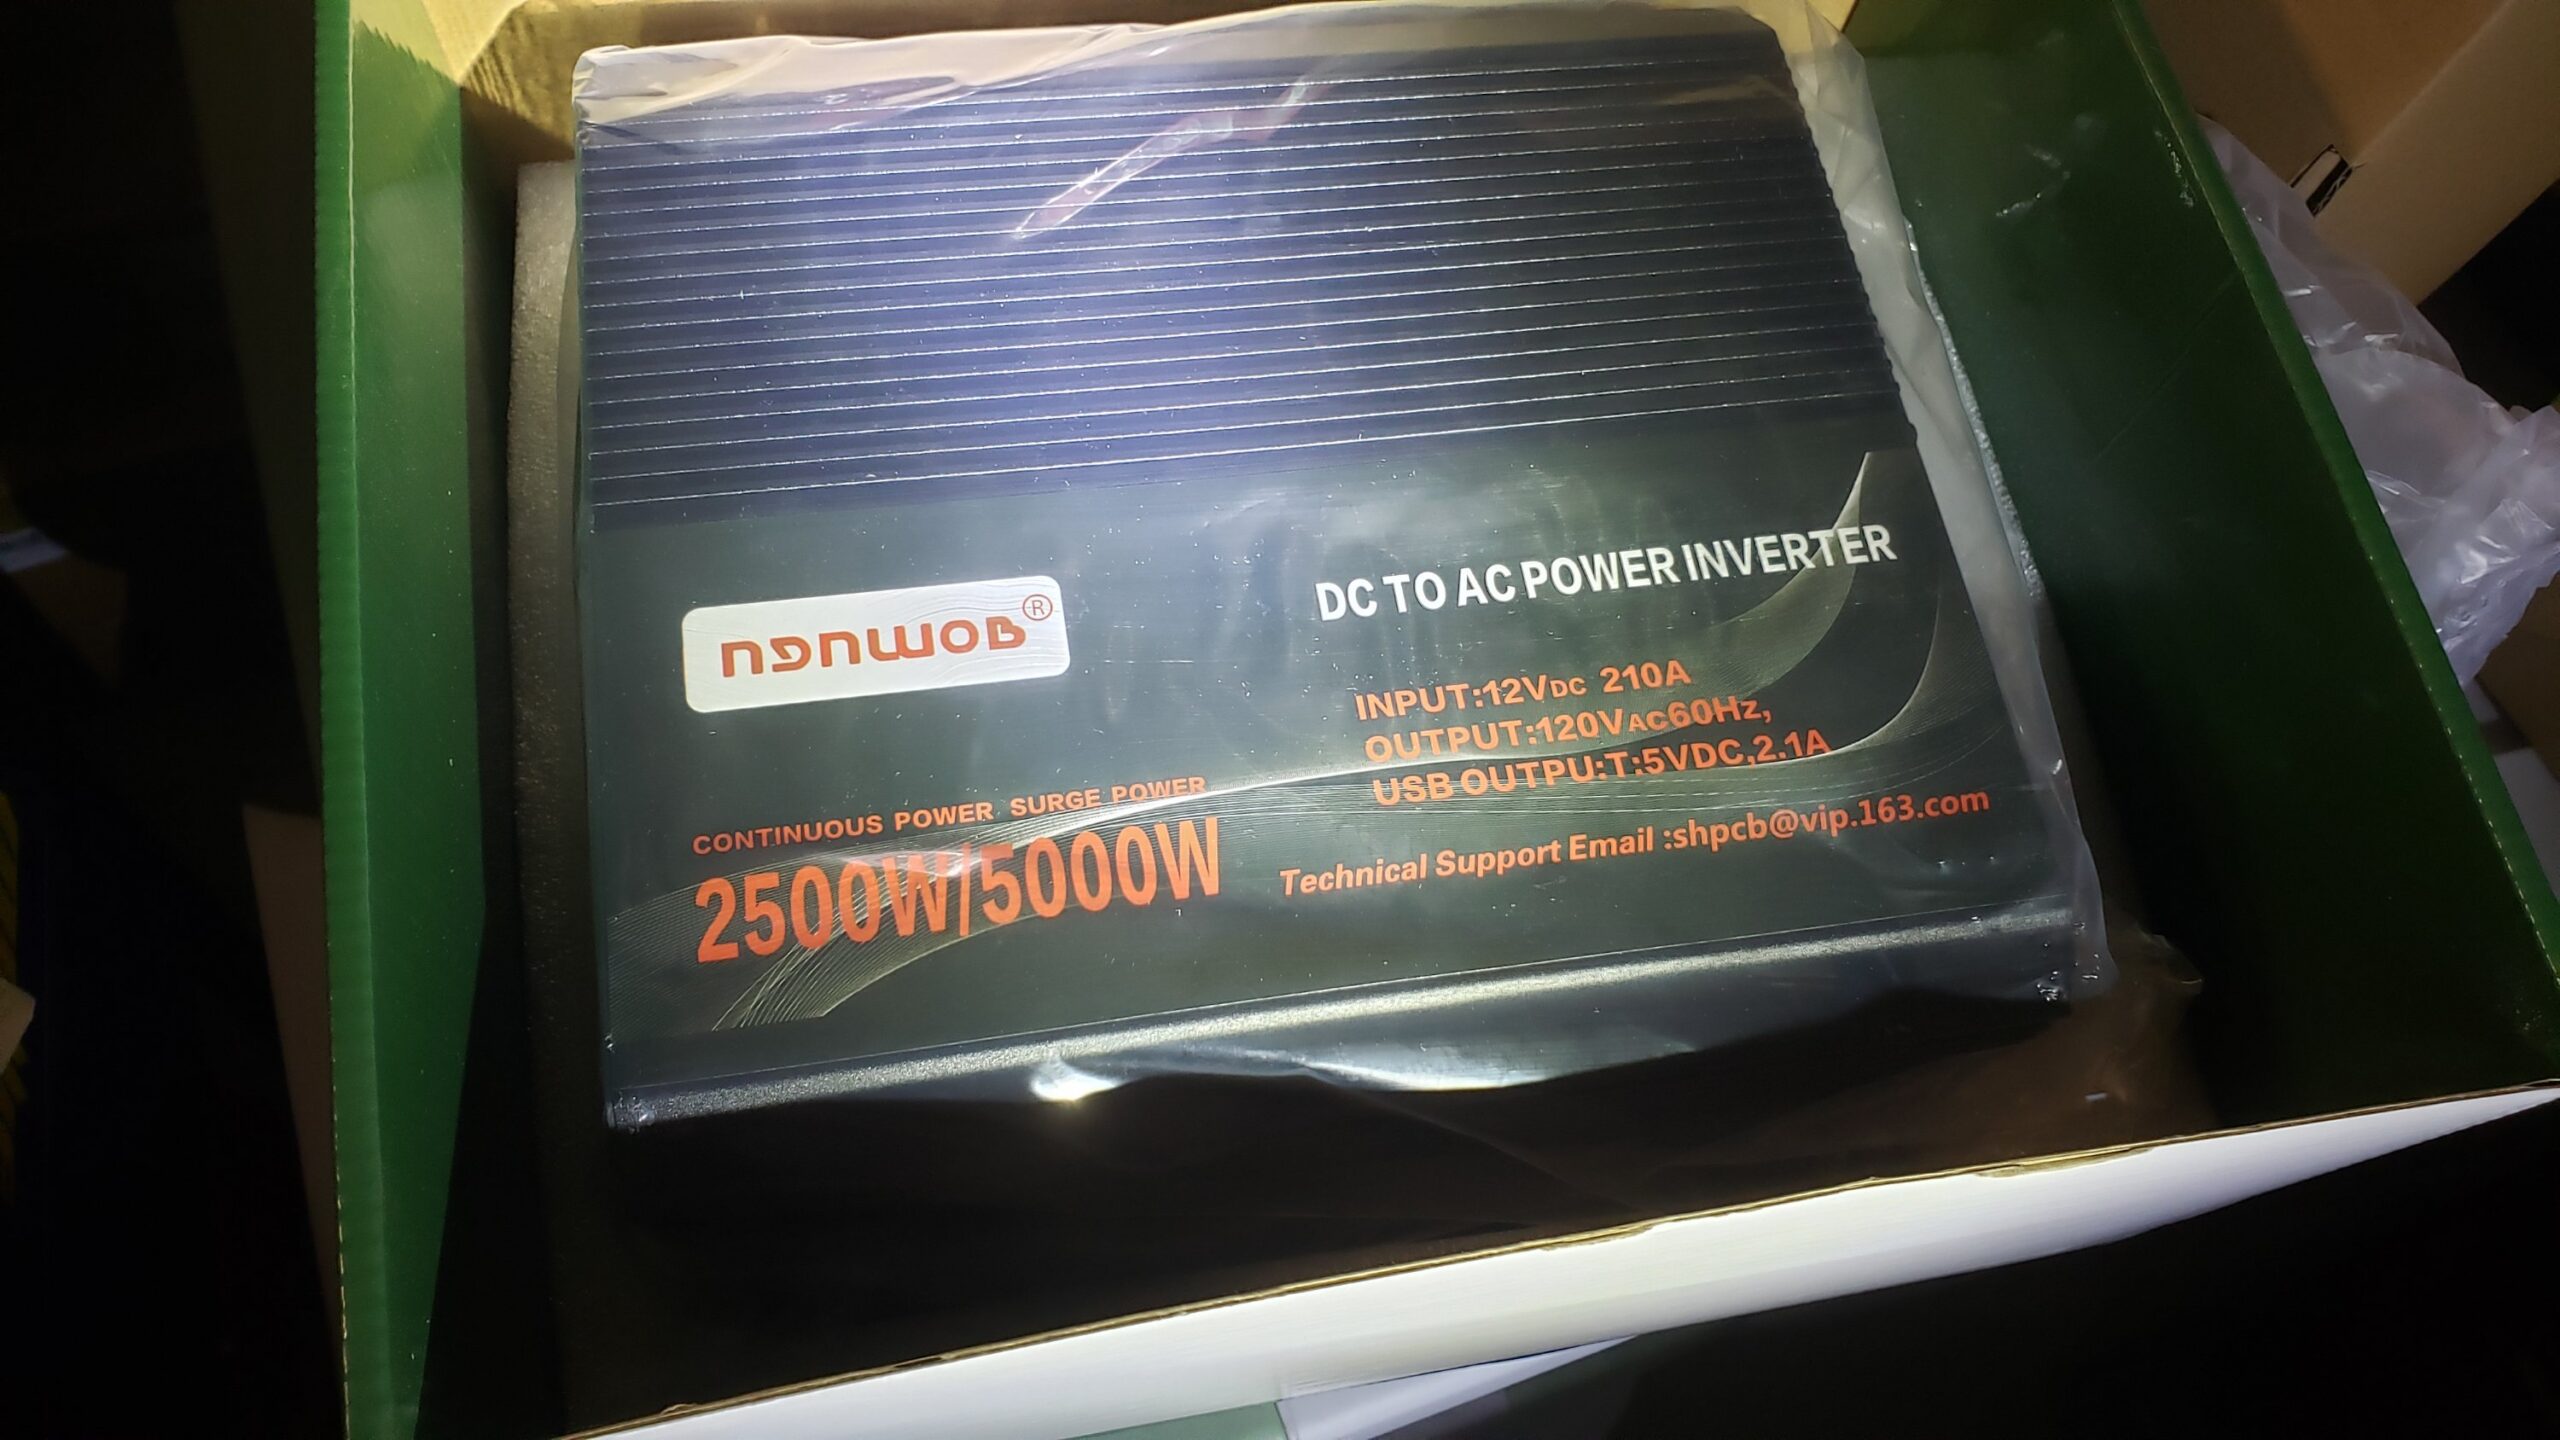 nɘnwoB®
DC TO AC POWER INVERTER
INPUT:12VDC 210A
OUTPUT:120VAC60Hz,
USB OUTPU:T:5VDC,2.1A
CONTINUOUS POWER SURGE POWER
2500W/5000W
Technical Support Email :shpcb@vip.163.com